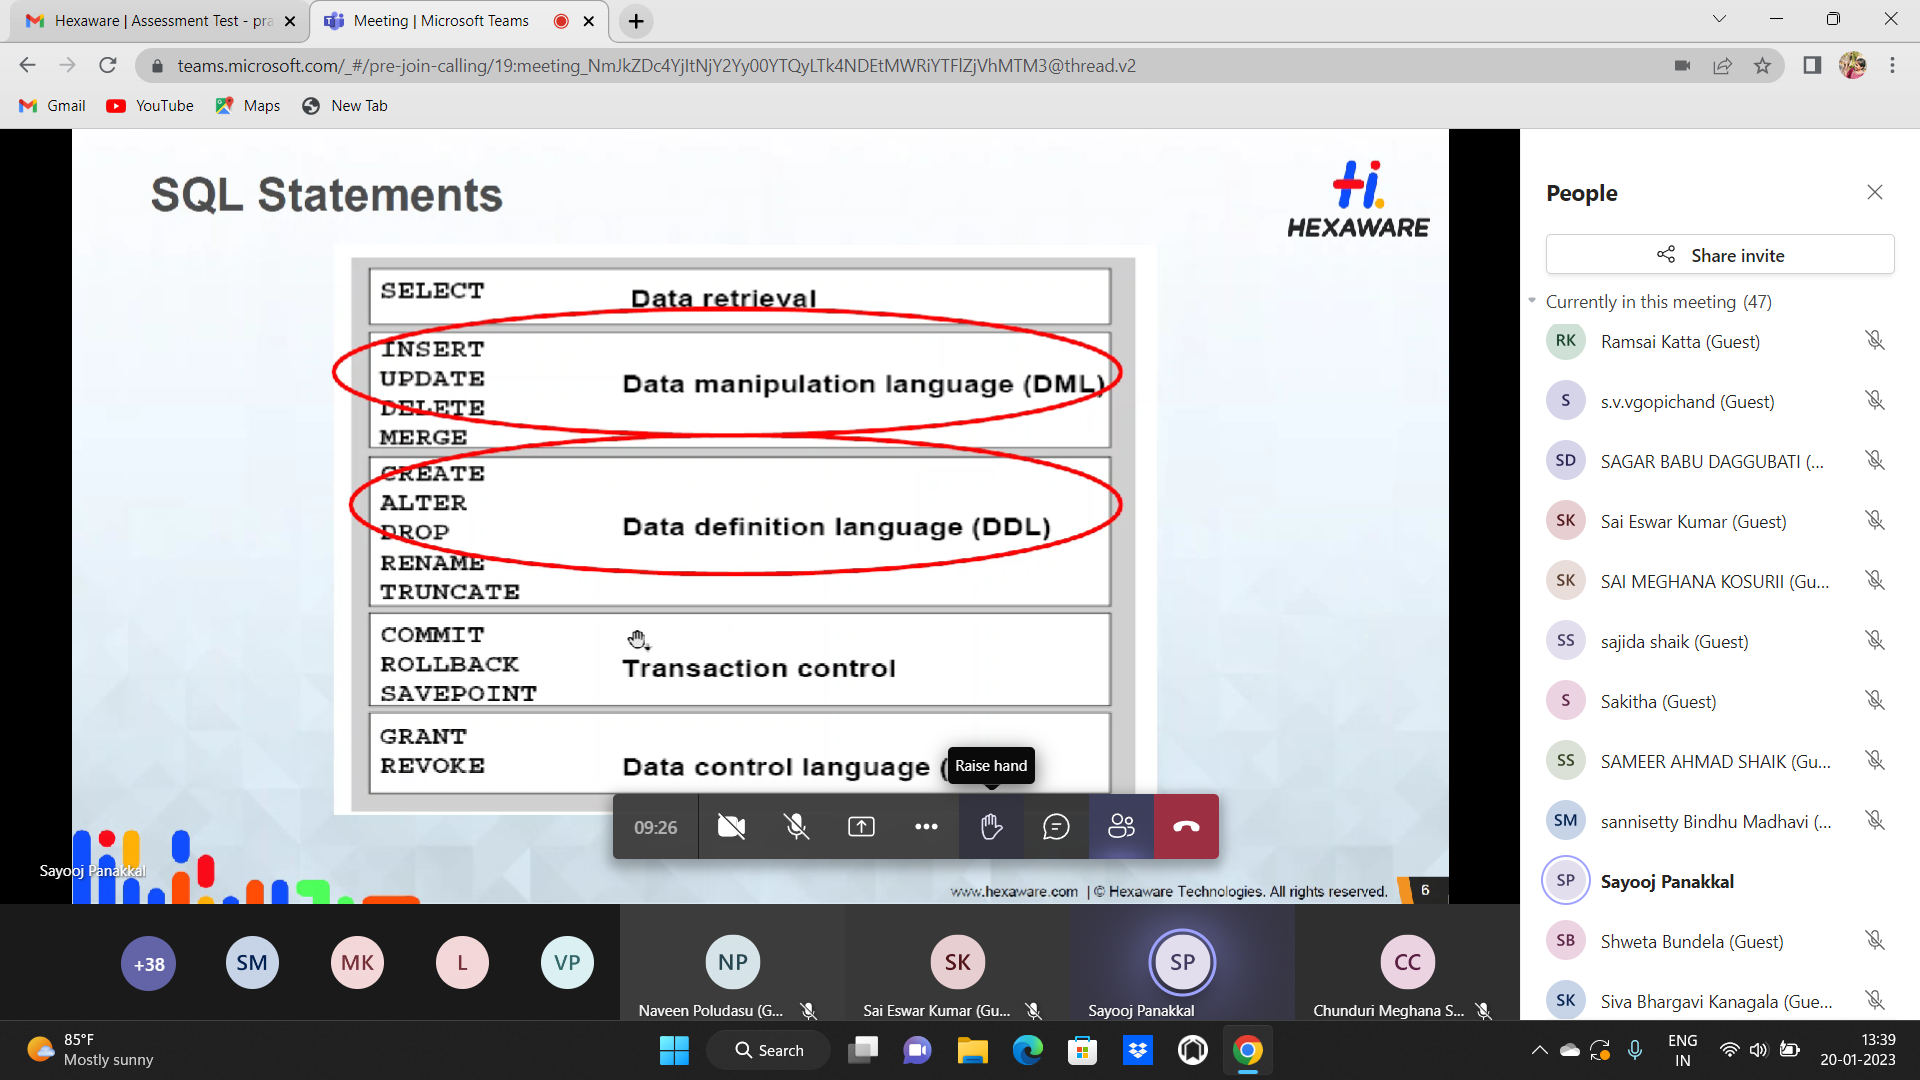 Hexaware | Assessment Test - pra
Meeting | Microsoft Teams
teams.microsoft.com/_#/pre-join-calling/19:meeting_NmJkZDc4YjItNjY2Yy00YTQyLTk4NDEtMWRiYTFlZjVhMTM3@thread.v2
Gmail YouTube Maps New Tab
SQL Statements
HEXAWARE
SELECT Data retrieval
INSERT
UPDATE
Data manipulation language (DML)
DELETE
MERGE
CREATE
ALTER
Data definition language (DDL)
DROP
RENAME
TRUNCATE
COMMIT
ROLLBACK
Transaction control
SAVEPOINT
GRANT
REVOKE
Data control language (
Raise hand
09:26
Sayooj Panakkal
www.hexaware.com | © Hexaware Technologies. All rights reserved. 6
People
Share invite
Currently in this meeting (47)
RK Ramsai Katta (Guest)
S s.v.vgopichand (Guest)
SD SAGAR BABU DAGGUBATI (...
SK Sai Eswar Kumar (Guest)
SK SAI MEGHANA KOSURII (Gu...
SS sajida shaik (Guest)
S Sakitha (Guest)
SS SAMEER AHMAD SHAIK (Gu...
SM sannisetty Bindhu Madhavi (...
SP Sayooj Panakkal
SB Shweta Bundela (Guest)
SK Siva Bhargavi Kanagala (Gue...
+38 SM MK L VP NP SK SP CC
Naveen Poludasu (G... Sai Eswar Kumar (Gu... Sayooj Panakkal Chunduri Meghana S...
85°F
Mostly sunny
Search
ENG
IN
13:39
20-01-2023